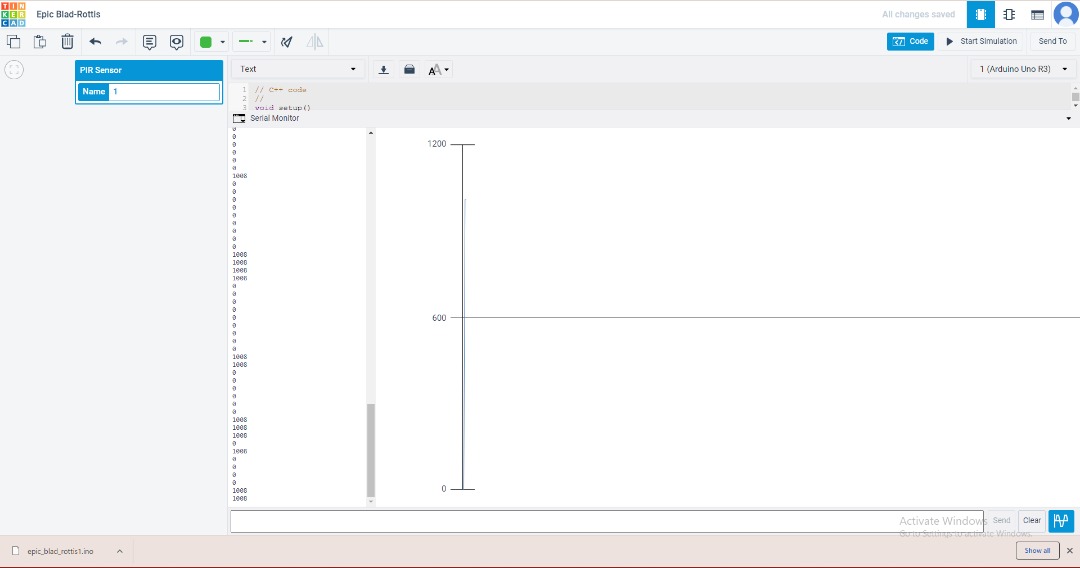 TIN
KER
CAD
Epic Blad-Rottis
All changes saved
Code
Start Simulation
Send To
PIR Sensor
Name 1
Text
AA
1 (Arduino Uno R3)
1 // C++ code
2 //
3 void setup()
Serial Monitor
0
0
0
0
0
0
1008
0
0
0
0
0
0
0
0
0
1008
1008
1008
1008
0
0
0
0
0
0
0
0
0
1008
1008
0
0
0
0
0
0
1008
1008
1008
0
1008
0
0
0
0
1008
1008
1200
600
0
Activate Windows
Go to Settings to activate Windows.
Send
Clear
epic_blad_rottis1.ino
Show all